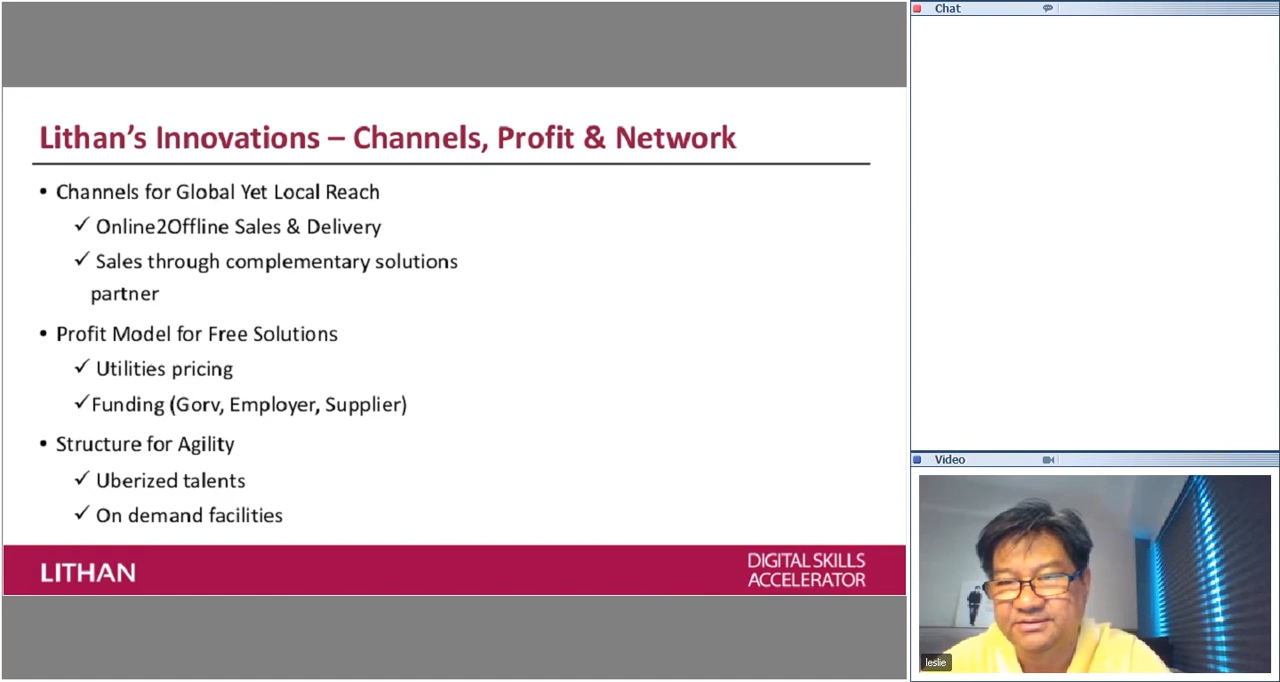 Lithan’s Innovations – Channels, Profit & Network
• Channels for Global Yet Local Reach
✓ Online2Offline Sales & Delivery
✓ Sales through complementary solutions
partner
• Profit Model for Free Solutions
✓ Utilities pricing
✓Funding (Gorv, Employer, Supplier)
• Structure for Agility
✓ Uberized talents
✓ On demand facilities
LITHAN
DIGITAL SKILLS
ACCELERATOR
Chat
Video
leslie